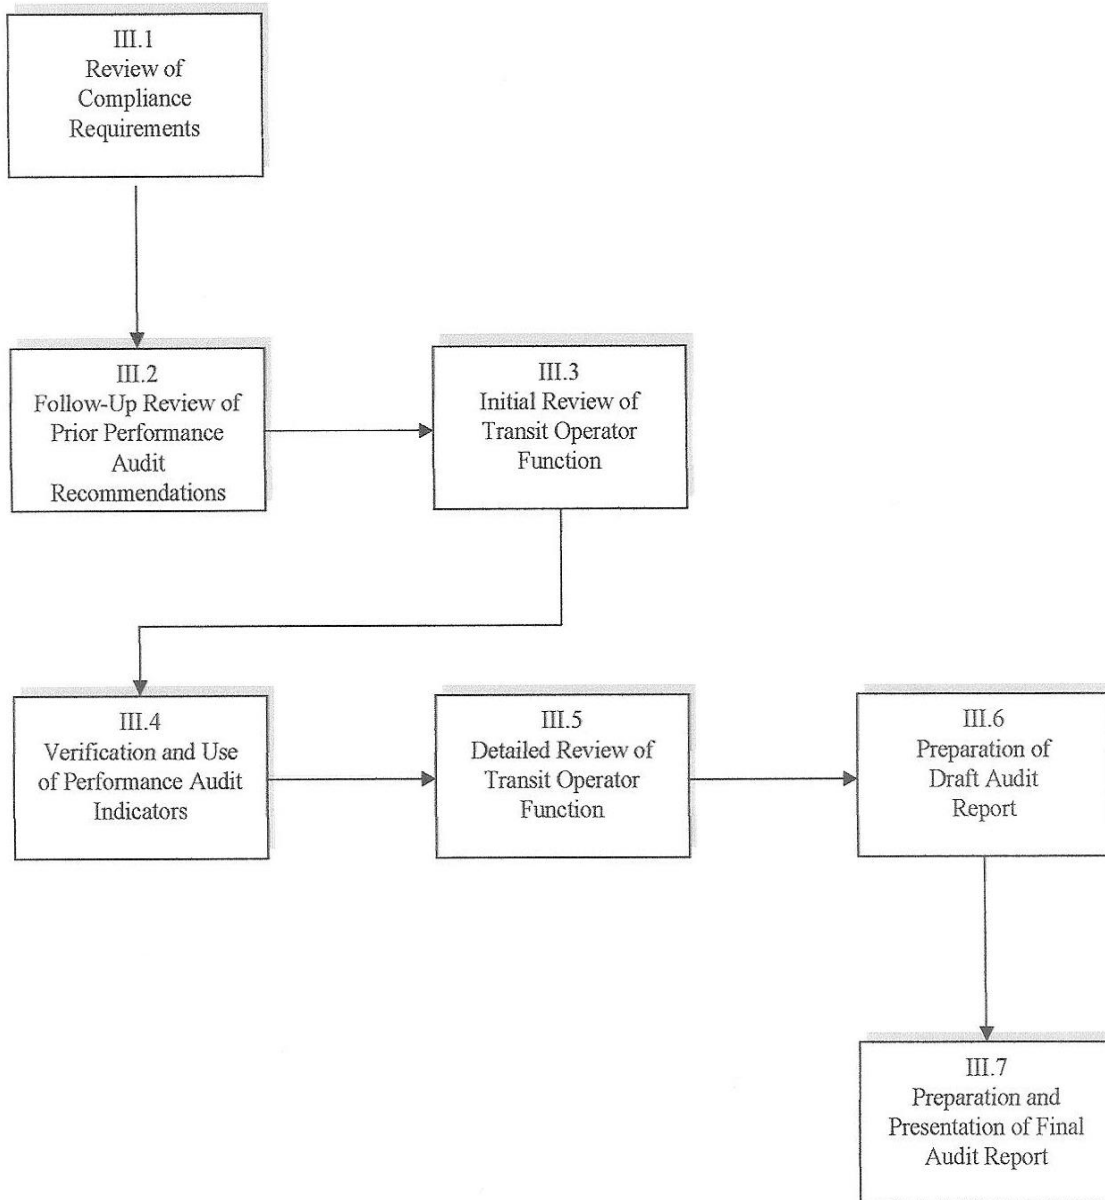 III.1
Review of
Compliance
Requirements
III.2
Follow-Up Review of
Prior Performance
Audit
Recommendations
III.3
Initial Review of
Transit Operator
Function
III.4
Verification and Use
of Performance Audit
Indicators
III.5
Detailed Review of
Transit Operator
Function
III.6
Preparation of
Draft Audit
Report
III.7
Preparation and
Presentation of Final
Audit Report